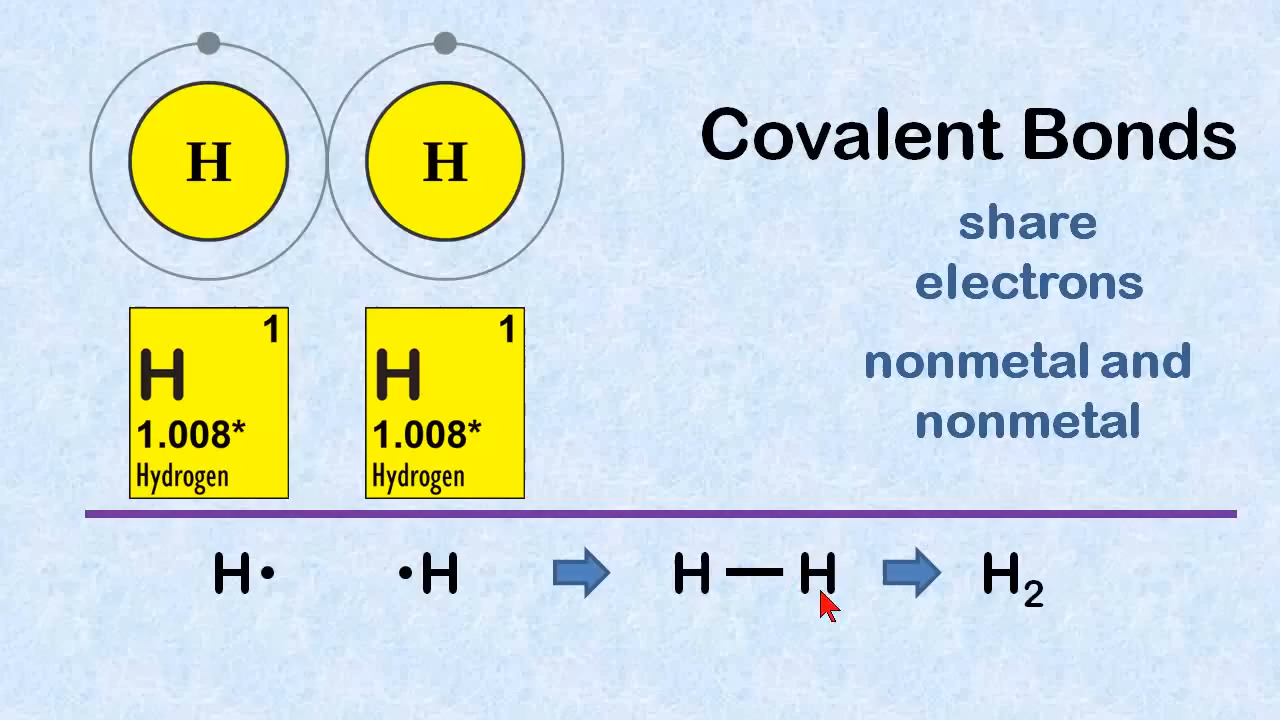 H H
Covalent Bonds
share
electrons
nonmetal and
nonmetal
1
H
1.008*
Hydrogen
1
H
1.008*
Hydrogen
H• •H H — H H₂